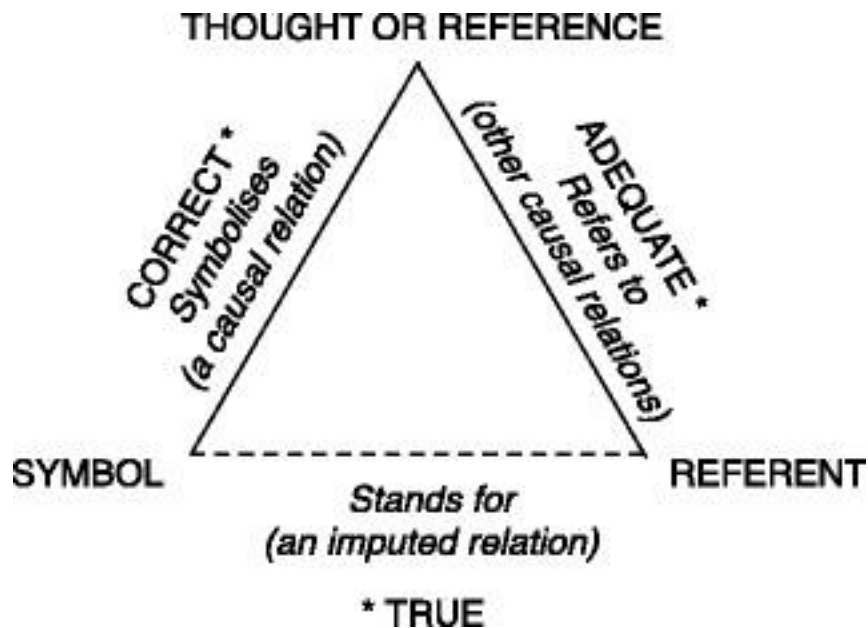 THOUGHT OR REFERENCE
CORRECT *
Symbolises
(a causal relation)
ADEQUATE *
Refers to
(other causal relations)
SYMBOL
REFERENT
Stands for
(an imputed relation)
* TRUE